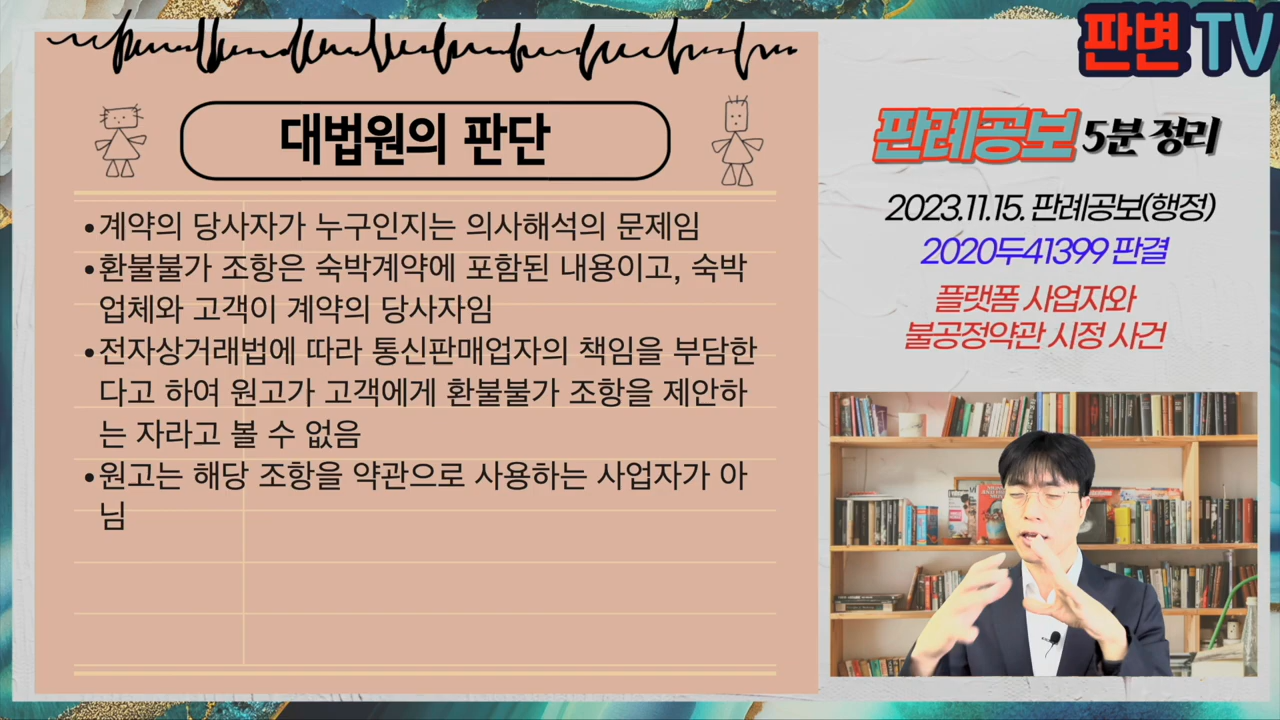 판변 TV
대법원의 판단
•계약의 당사자가 누구인지는 의사해석의 문제임
•환불불가 조항은 숙박계약에 포함된 내용이고, 숙박
업체와 고객이 계약의 당사자임
•전자상거래법에 따라 통신판매업자의 책임을 부담한
다고 하여 원고가 고객에게 환불불가 조항을 제안하
는 자라고 볼 수 없음
•원고는 해당 조항을 약관으로 사용하는 사업자가 아
님
판례공보 5분 정리
2023.11.15. 판례공보(행정)
2020두41399 판결
플랫폼 사업자와
불공정약관 시정 사건